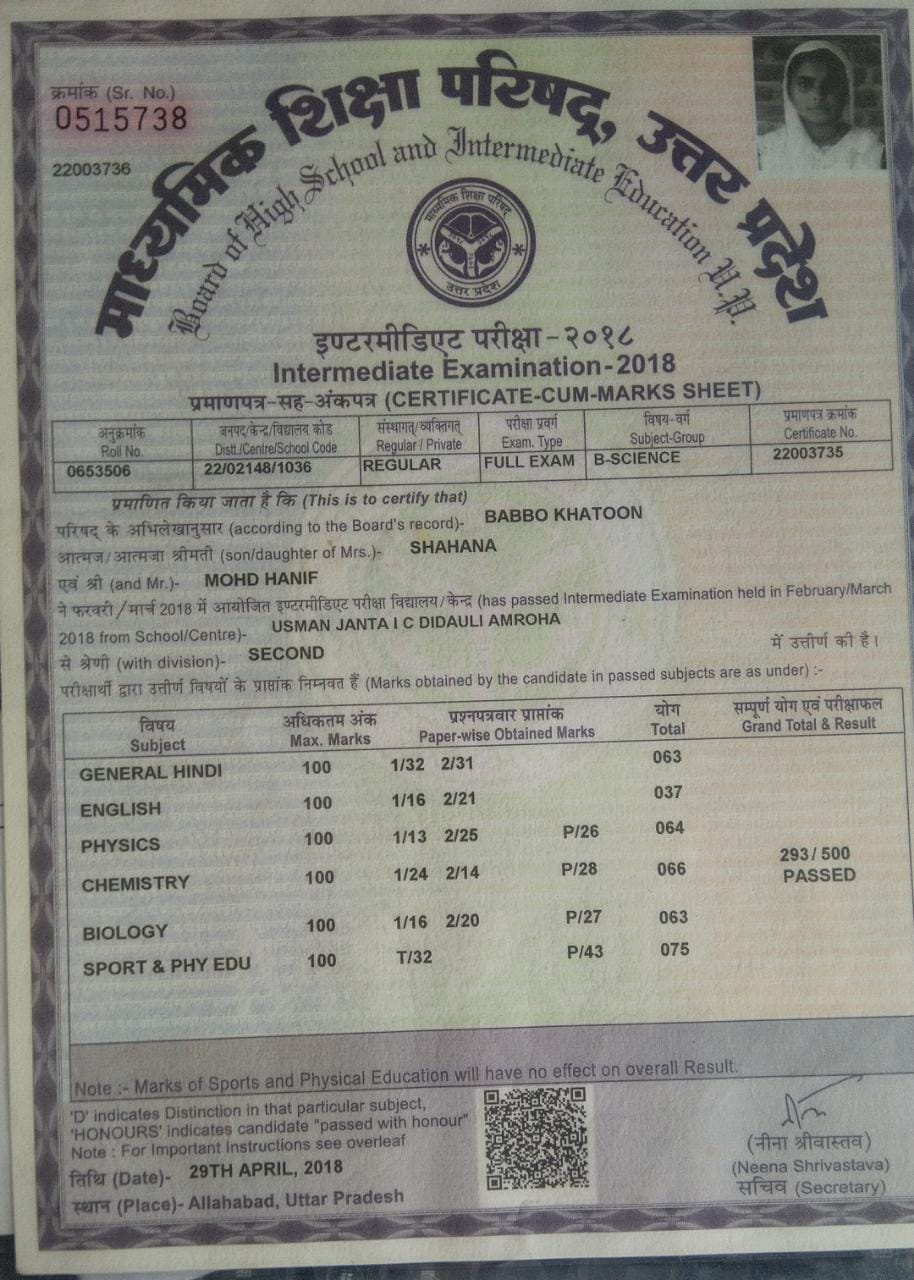 क्रमांक (Sr. No.)
0515738
22003736
माध्यमिक शिक्षा परिषद्, उत्तर प्रदेश
Board of High School and Intermediate Education U.P.
माध्यमिक शिक्षा परिषद्
उत्तर प्रदेश
इण्टरमीडिएट परीक्षा-२०१८
Intermediate Examination-2018
प्रमाणपत्र-सह-अंकपत्र (CERTIFICATE-CUM-MARKS SHEET)
अनुक्रमांक जनपद/केन्द्र/विद्यालय कोड संस्थागत्/व्यक्तिगत् परीक्षा प्रवर्ग विषय-वर्ग प्रमाणपत्र क्रमांक
Roll No. Distt./Centre/School Code Regular / Private Exam. Type Subject-Group Certificate No.
0653506 22/02148/1036 REGULAR FULL EXAM B-SCIENCE 22003735
प्रमाणित किया जाता है कि (This is to certify that)
परिषद् के अभिलेखानुसार (according to the Board's record)- BABBO KHATOON
आत्मज/आत्मजा श्रीमती (son/daughter of Mrs.)- SHAHANA
एवं श्री (and Mr.)- MOHD HANIF
ने फरवरी/मार्च 2018 में आयोजित इण्टरमीडिएट परीक्षा विद्यालय/केन्द्र (has passed Intermediate Examination held in February/March
2018 from School/Centre)- USMAN JANTA I C DIDAULI AMROHA
से श्रेणी (with division)- SECOND में उत्तीर्ण की है।
परीक्षार्थी द्वारा उत्तीर्ण विषयों के प्राप्तांक निम्नवत हैं (Marks obtained by the candidate in passed subjects are as under) :-
विषय अधिकतम अंक प्रश्नपत्रवार प्राप्तांक योग सम्पूर्ण योग एवं परीक्षाफल
Subject Max. Marks Paper-wise Obtained Marks Total Grand Total & Result
GENERAL HINDI 100 1/32 2/31 063
ENGLISH 100 1/16 2/21 037
PHYSICS 100 1/13 2/25 P/26 064
293/500
CHEMISTRY 100 1/24 2/14 P/28 066 PASSED
BIOLOGY 100 1/16 2/20 P/27 063
SPORT & PHY EDU 100 T/32 P/43 075
Note :- Marks of Sports and Physical Education will have no effect on overall Result.
'D' indicates Distinction in that particular subject,
'HONOURS' indicates candidate "passed with honour"
Note : For Important Instructions see overleaf
तिथि (Date)- 29TH APRIL, 2018
स्थान (Place)- Allahabad, Uttar Pradesh
(नीना श्रीवास्तव)
(Neena Shrivastava)
सचिव (Secretary)